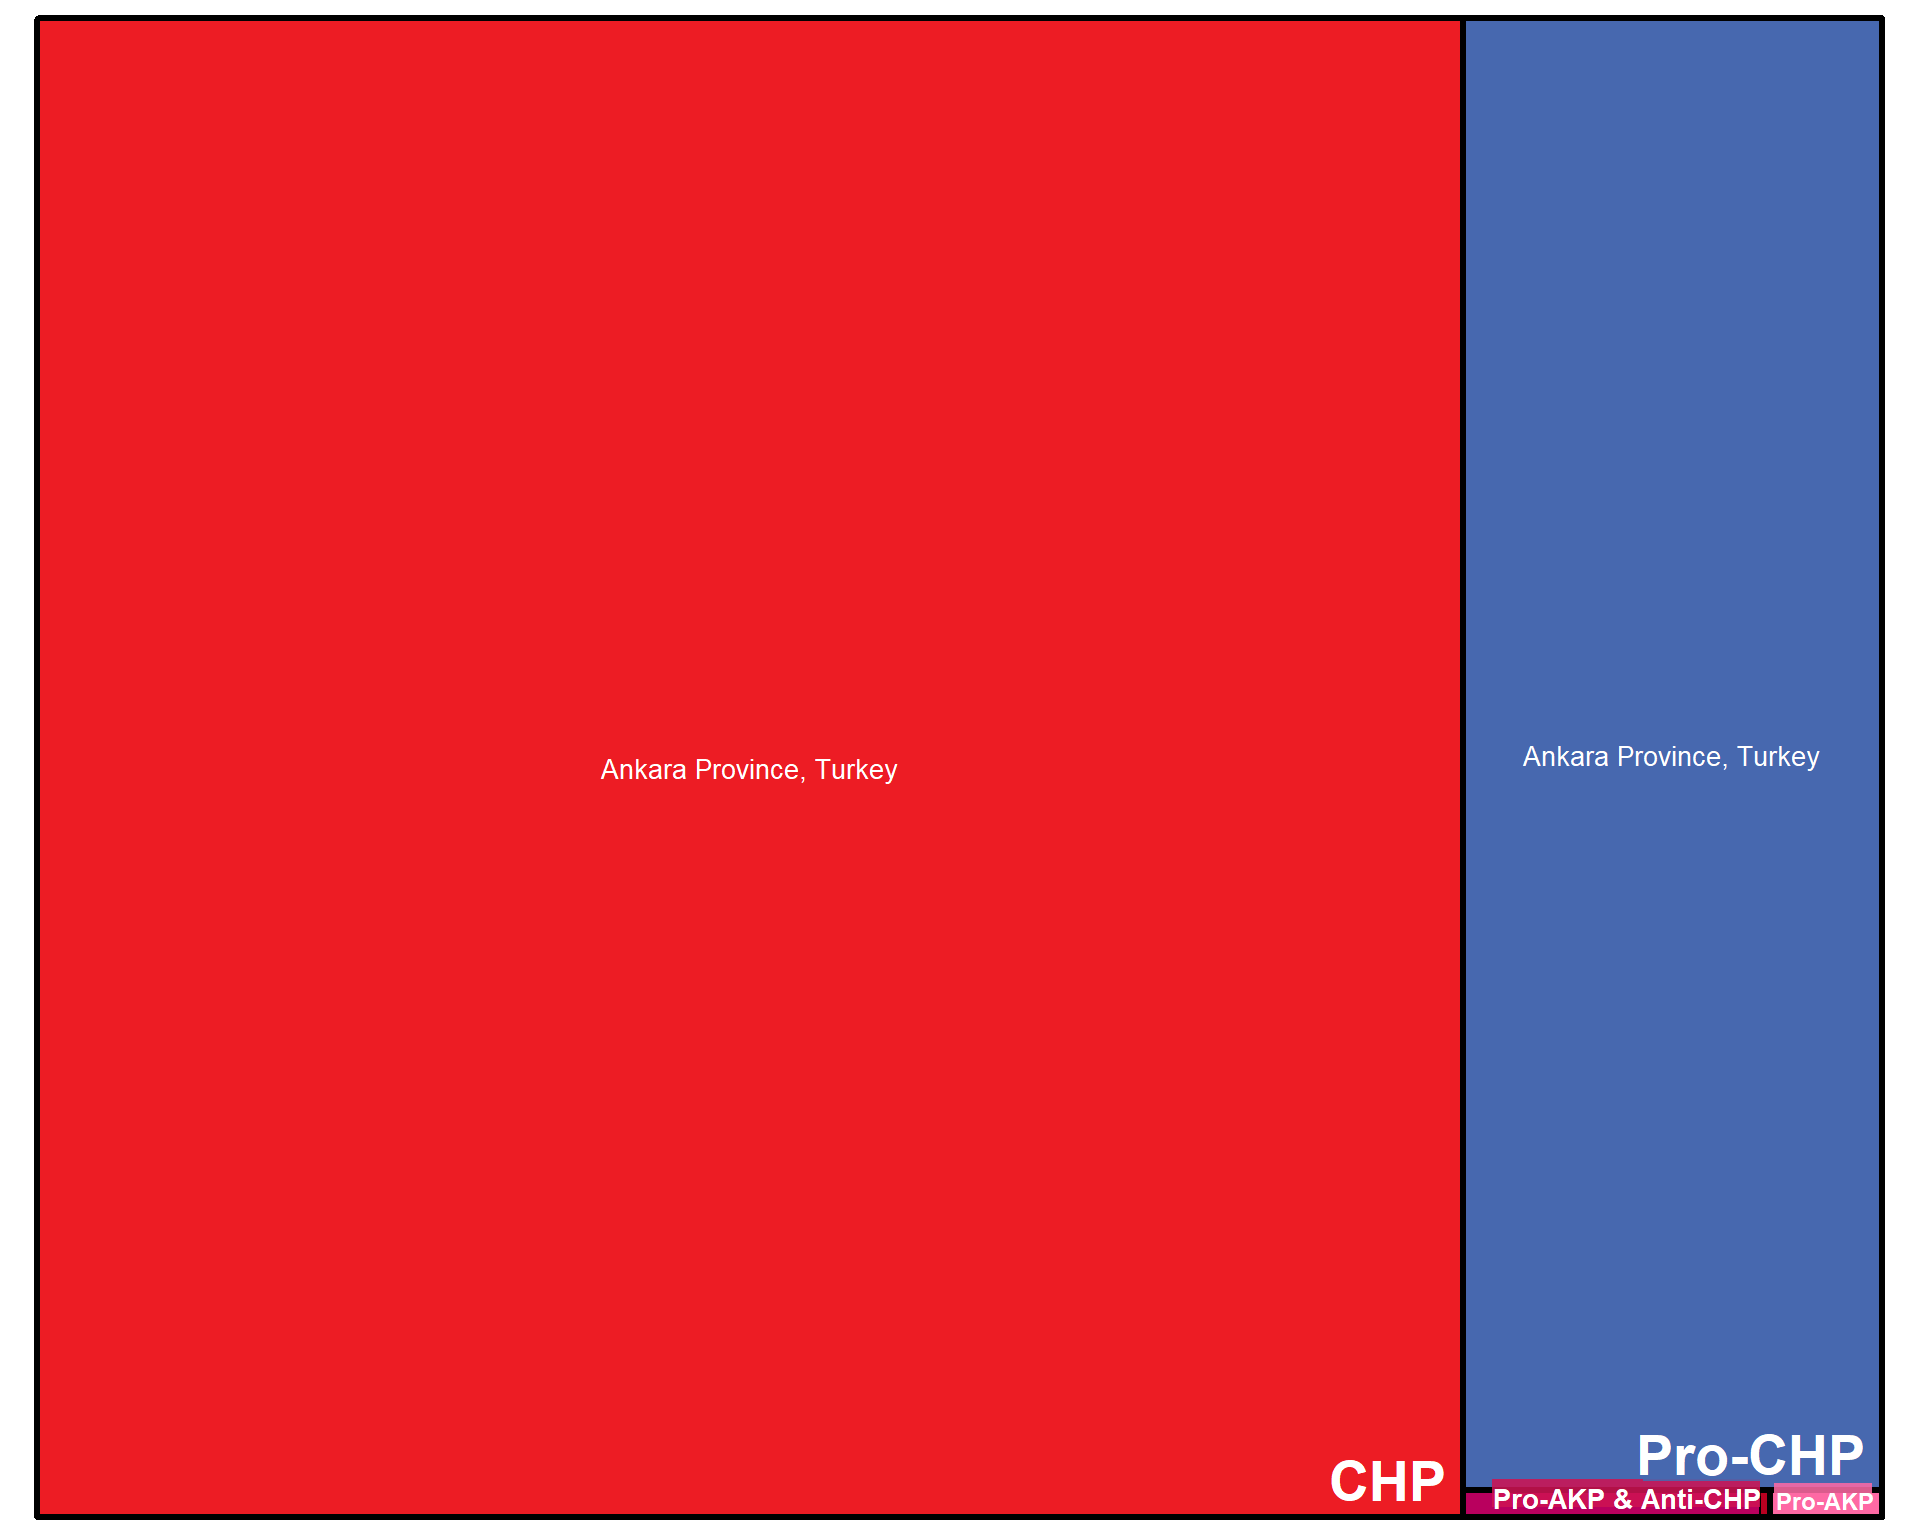 Ankara Province, Turkey
CHP
Ankara Province, Turkey
Pro-CHP
Pro-AKP & Anti-CHP
Pro-AKP